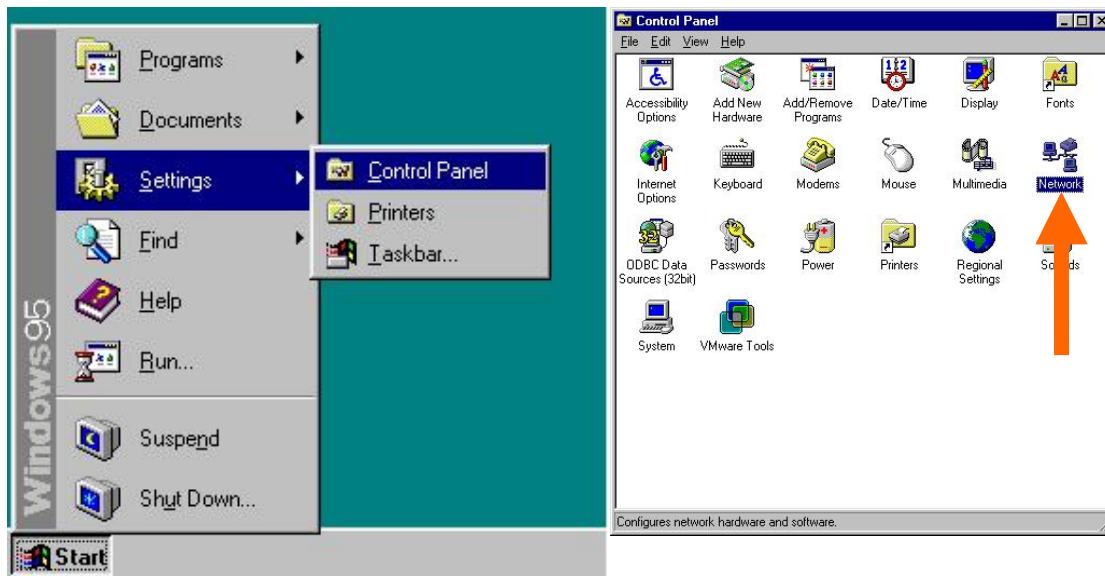 Programs
Documents
Settings
Find
Help
Run...
Suspend
Shut Down...
Windows95
Start
Control Panel
Printers
Taskbar...
Control Panel
File Edit View Help
Accessibility Options
Add New Hardware
Add/Remove Programs
Date/Time
Display
Fonts
Internet Options
Keyboard
Modems
Mouse
Multimedia
Network
ODBC Data Sources (32bit)
Passwords
Power
Printers
Regional Settings
System
VMware Tools
Configures network hardware and software.